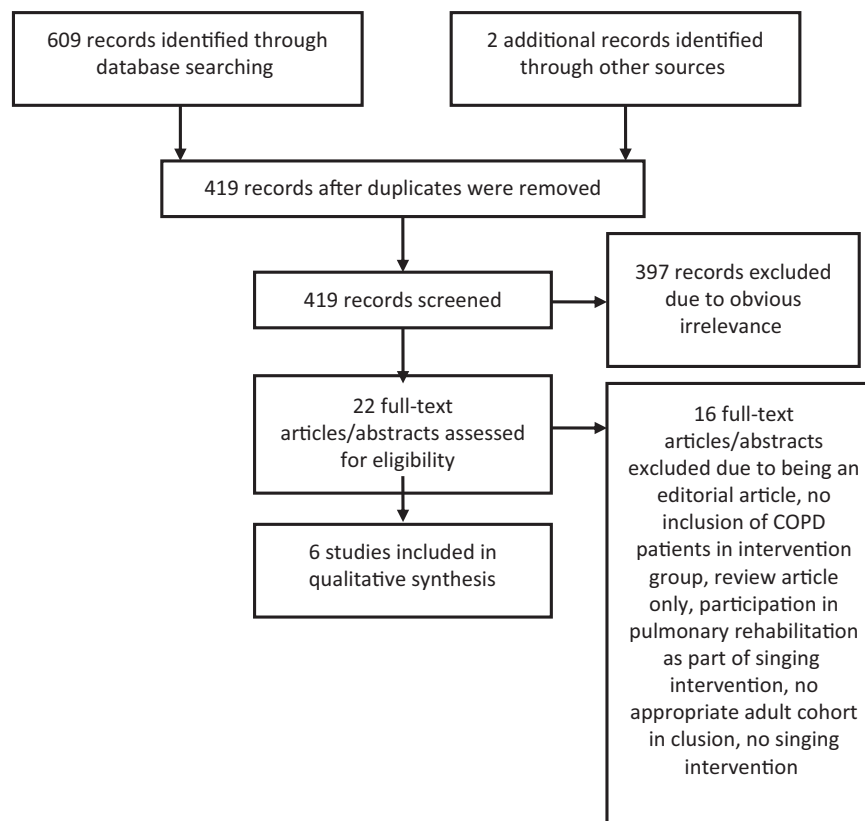 609 records identified through
database searching
2 additional records identified
through other sources
419 records after duplicates were removed
419 records screened
397 records excluded
due to obvious
irrelevance
22 full-text
articles/abstracts assessed
for eligibility
16 full-text
articles/abstracts
excluded due to being an
editorial article, no
inclusion of COPD
patients in intervention
group, review article
only, participation in
pulmonary rehabilitation
as part of singing
intervention, no
appropriate adult cohort
in clusion, no singing
intervention
6 studies included in
qualitative synthesis